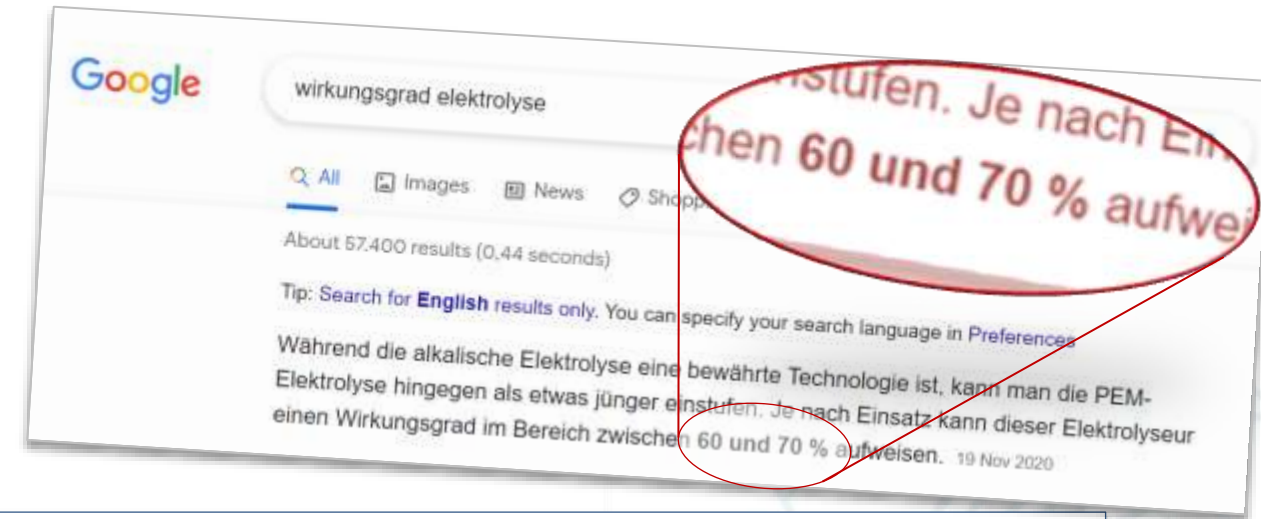 Google
wirkungsgrad elektrolyse
All Images News Shopp
About 57.400 results (0,44 seconds)
Tip: Search for English results only. You can specify your search language in Preferences
Während die alkalische Elektrolyse eine bewährte Technologie ist, kann man die PEM-
Elektrolyse hingegen als etwas jünger einstufen. Je nach Einsatz kann dieser Elektrolyseur
einen Wirkungsgrad im Bereich zwischen 60 und 70 % aufweisen. 19 Nov 2020
nstufen. Je nach Ein
chen 60 und 70 % aufwei